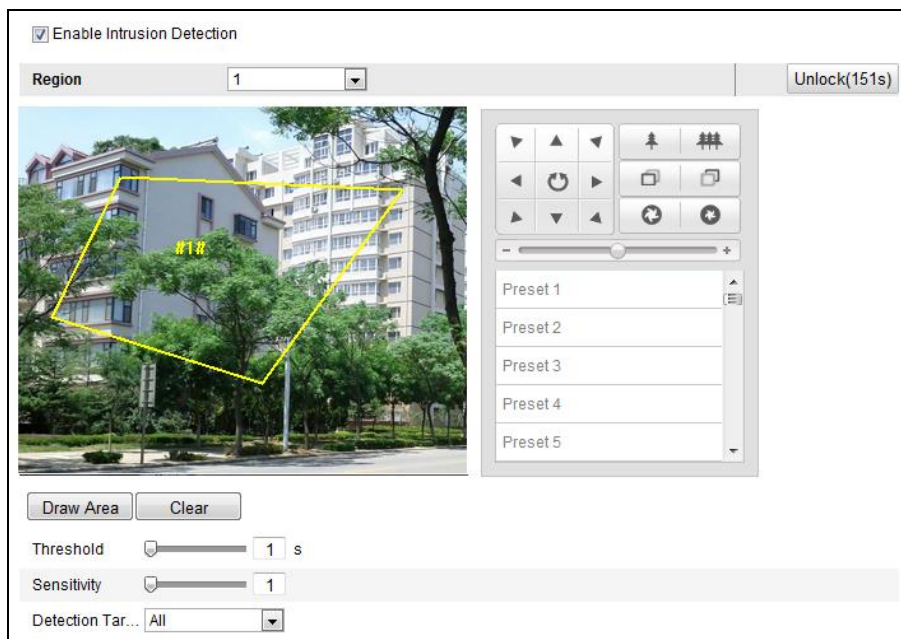 Enable Intrusion Detection
Region 1 Unlock(151s)
#1#
Preset 1
Preset 2
Preset 3
Preset 4
Preset 5
Draw Area Clear
Threshold 1 s
Sensitivity 1
Detection Tar... All